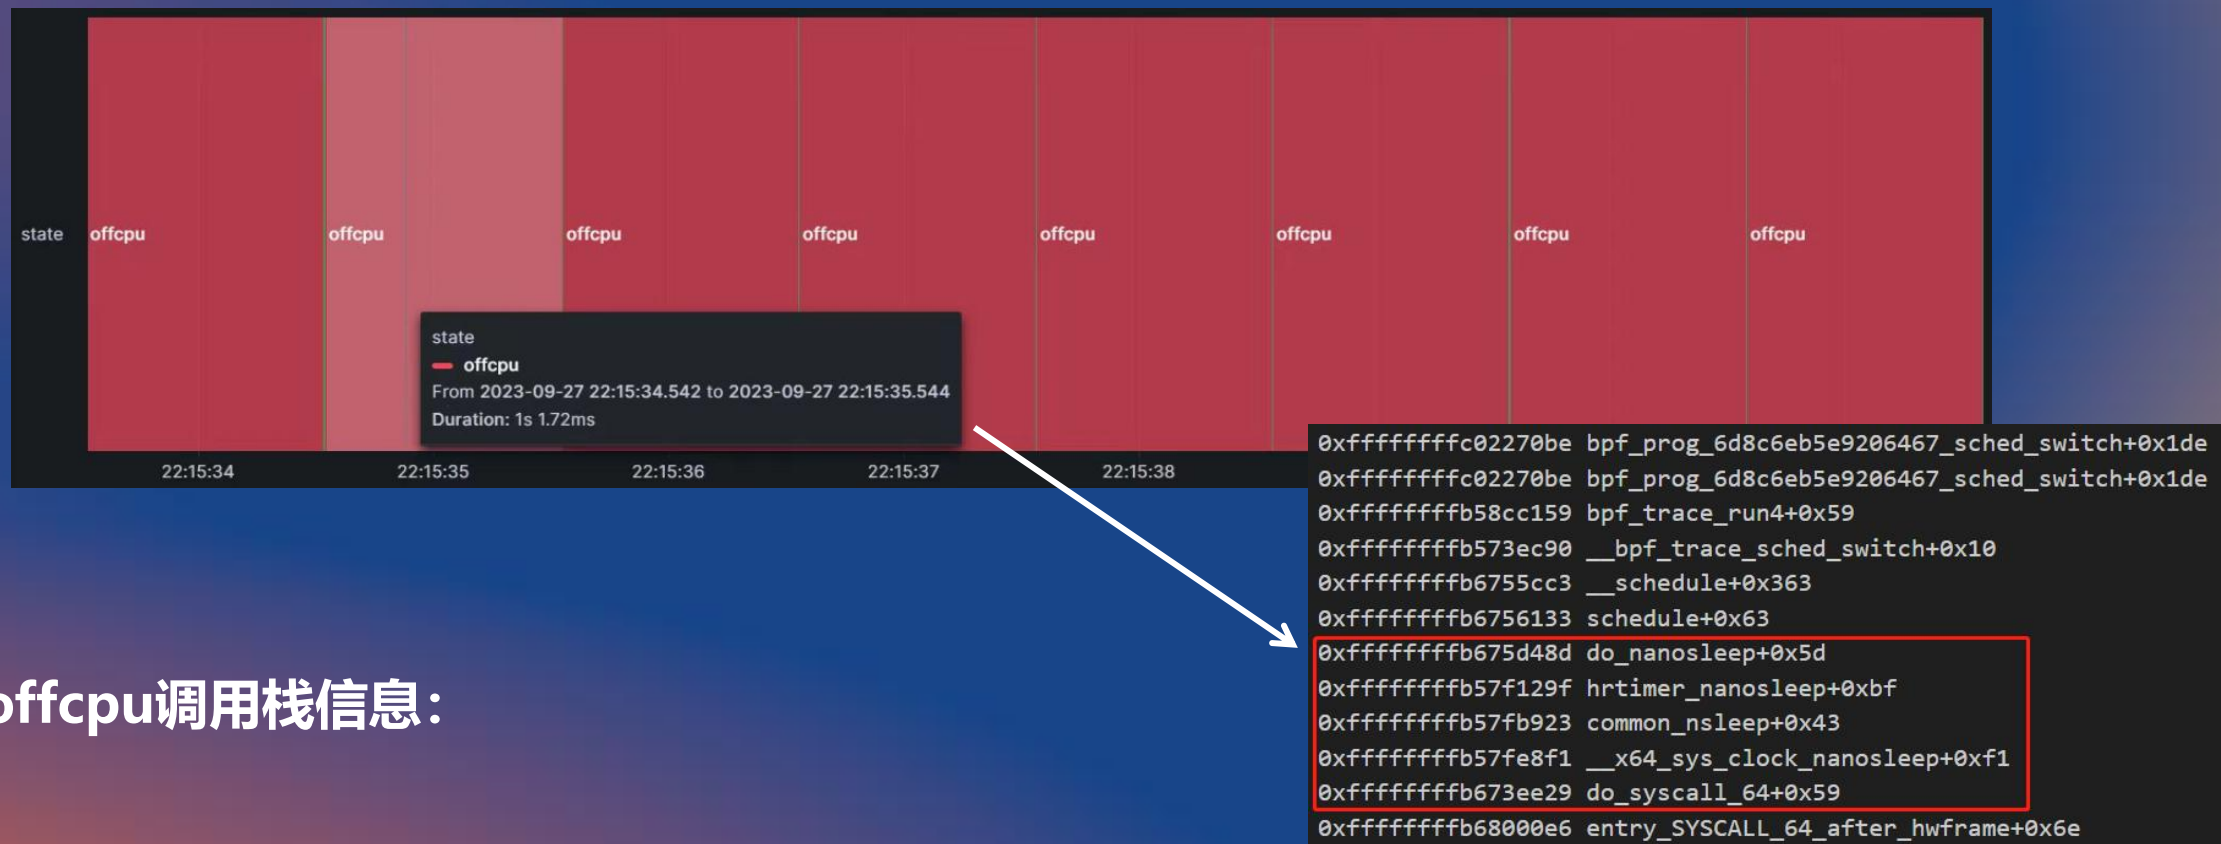 state
offcpu
offcpu
offcpu
offcpu
offcpu
offcpu
offcpu
offcpu
state
offcpu
From 2023-09-27 22:15:34.542 to 2023-09-27 22:15:35.544
Duration: 1s 1.72ms
22:15:34
22:15:35
22:15:36
22:15:37
22:15:38
0xffffffffc02270be bpf_prog_6d8c6eb5e9206467_sched_switch+0x1de
0xffffffffc02270be bpf_prog_6d8c6eb5e9206467_sched_switch+0x1de
0xffffffffb58cc159 bpf_trace_run4+0x59
0xffffffffb573ec90 __bpf_trace_sched_switch+0x10
0xffffffffb6755cc3 __schedule+0x363
0xffffffffb6756133 schedule+0x63
0xffffffffb675d48d do_nanosleep+0x5d
0xffffffffb57f129f hrtimer_nanosleep+0xbf
0xffffffffb57fb923 common_nsleep+0x43
0xffffffffb57fe8f1 __x64_sys_clock_nanosleep+0xf1
0xffffffffb673ee29 do_syscall_64+0x59
0xffffffffb68000e6 entry_SYSCALL_64_after_hwframe+0x6e
offcpu调用栈信息：